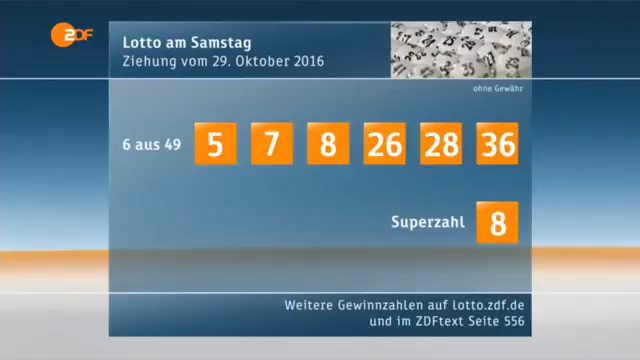 ZDF
Lotto am Samstag
Ziehung vom 29. Oktober 2016
ohne Gewähr
6 aus 49 5 7 8 26 28 36
Superzahl 8
Weitere Gewinnzahlen auf lotto.zdf.de
und im ZDFtext Seite 556